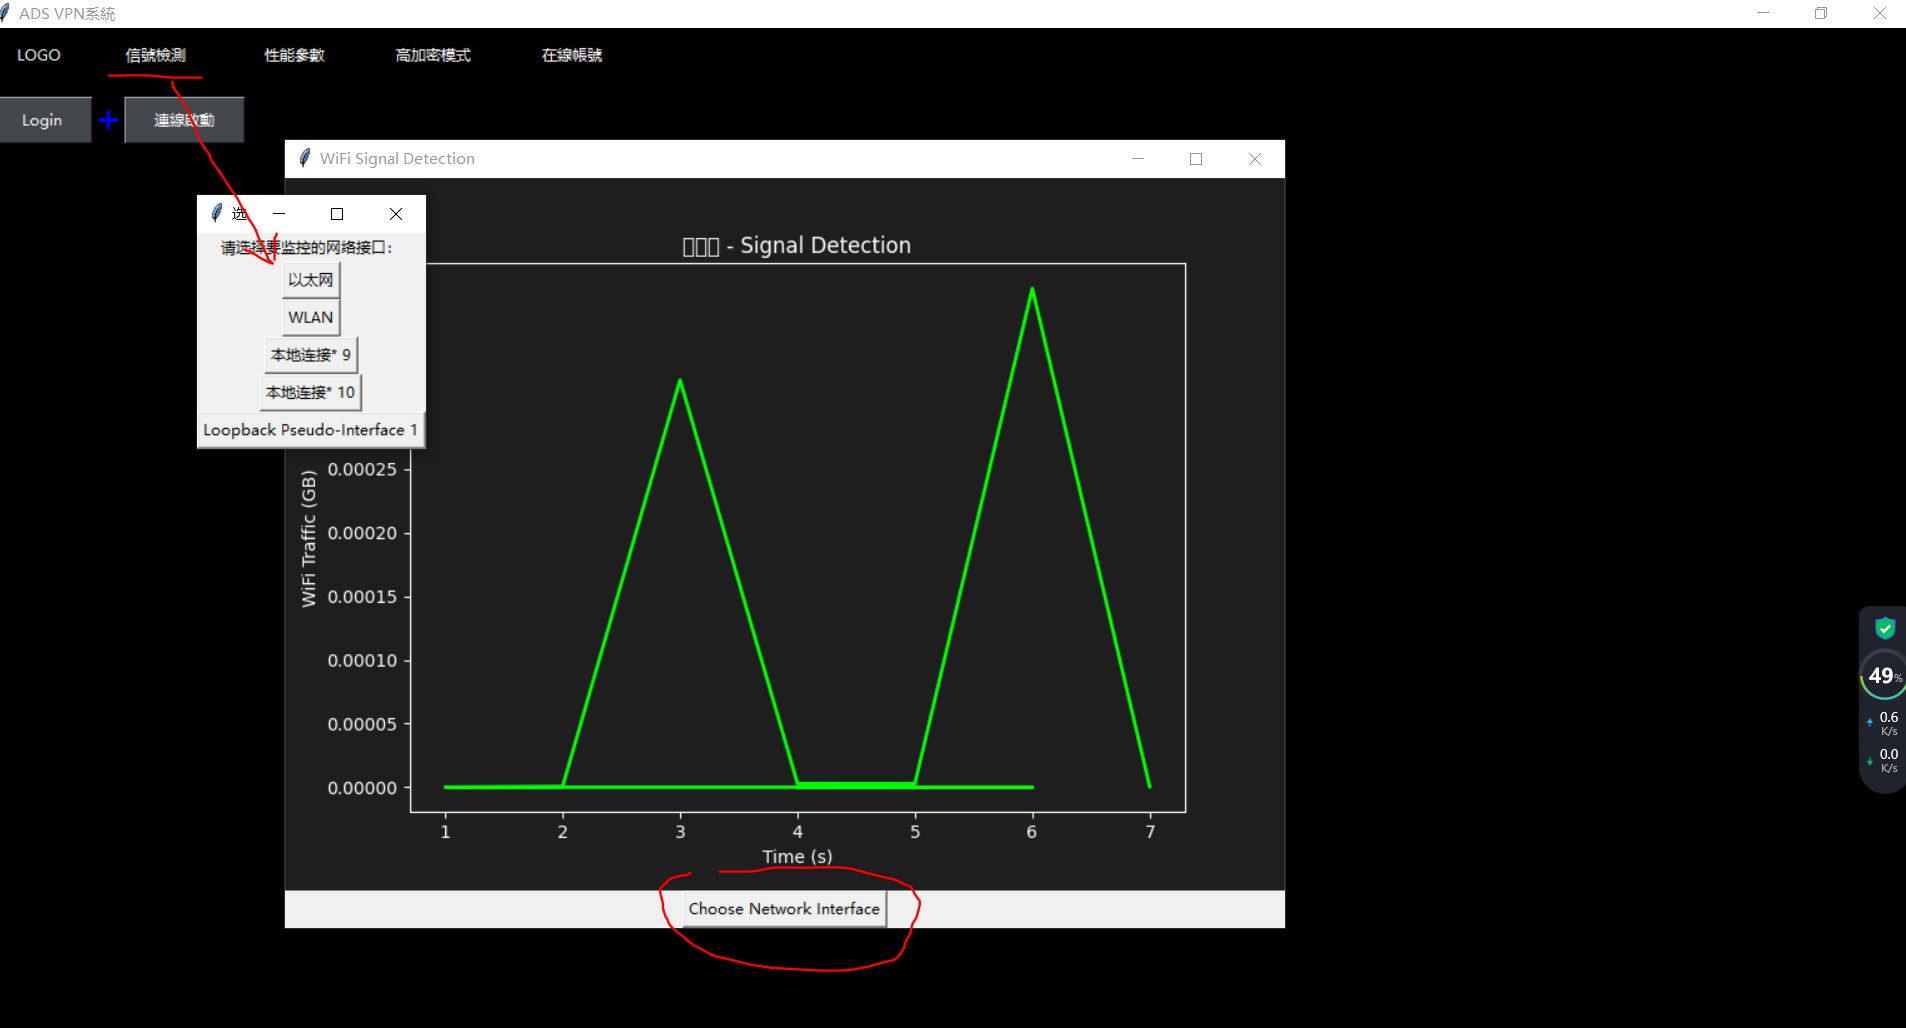 ADS VPN系統
LOGO 信號檢測 性能參數 高加密模式 在線帳號
Login + 連線啟動
WiFi Signal Detection
选
请选择要监控的网络接口：
以太网
WLAN
本地连接* 9
本地连接* 10
Loopback Pseudo-Interface 1
□□□ - Signal Detection
WiFi Traffic (GB)
0.00025
0.00020
0.00015
0.00010
0.00005
0.00000
1 2 3 4 5 6 7
Time (s)
Choose Network Interface
49%
0.6
K/s
0.0
K/s